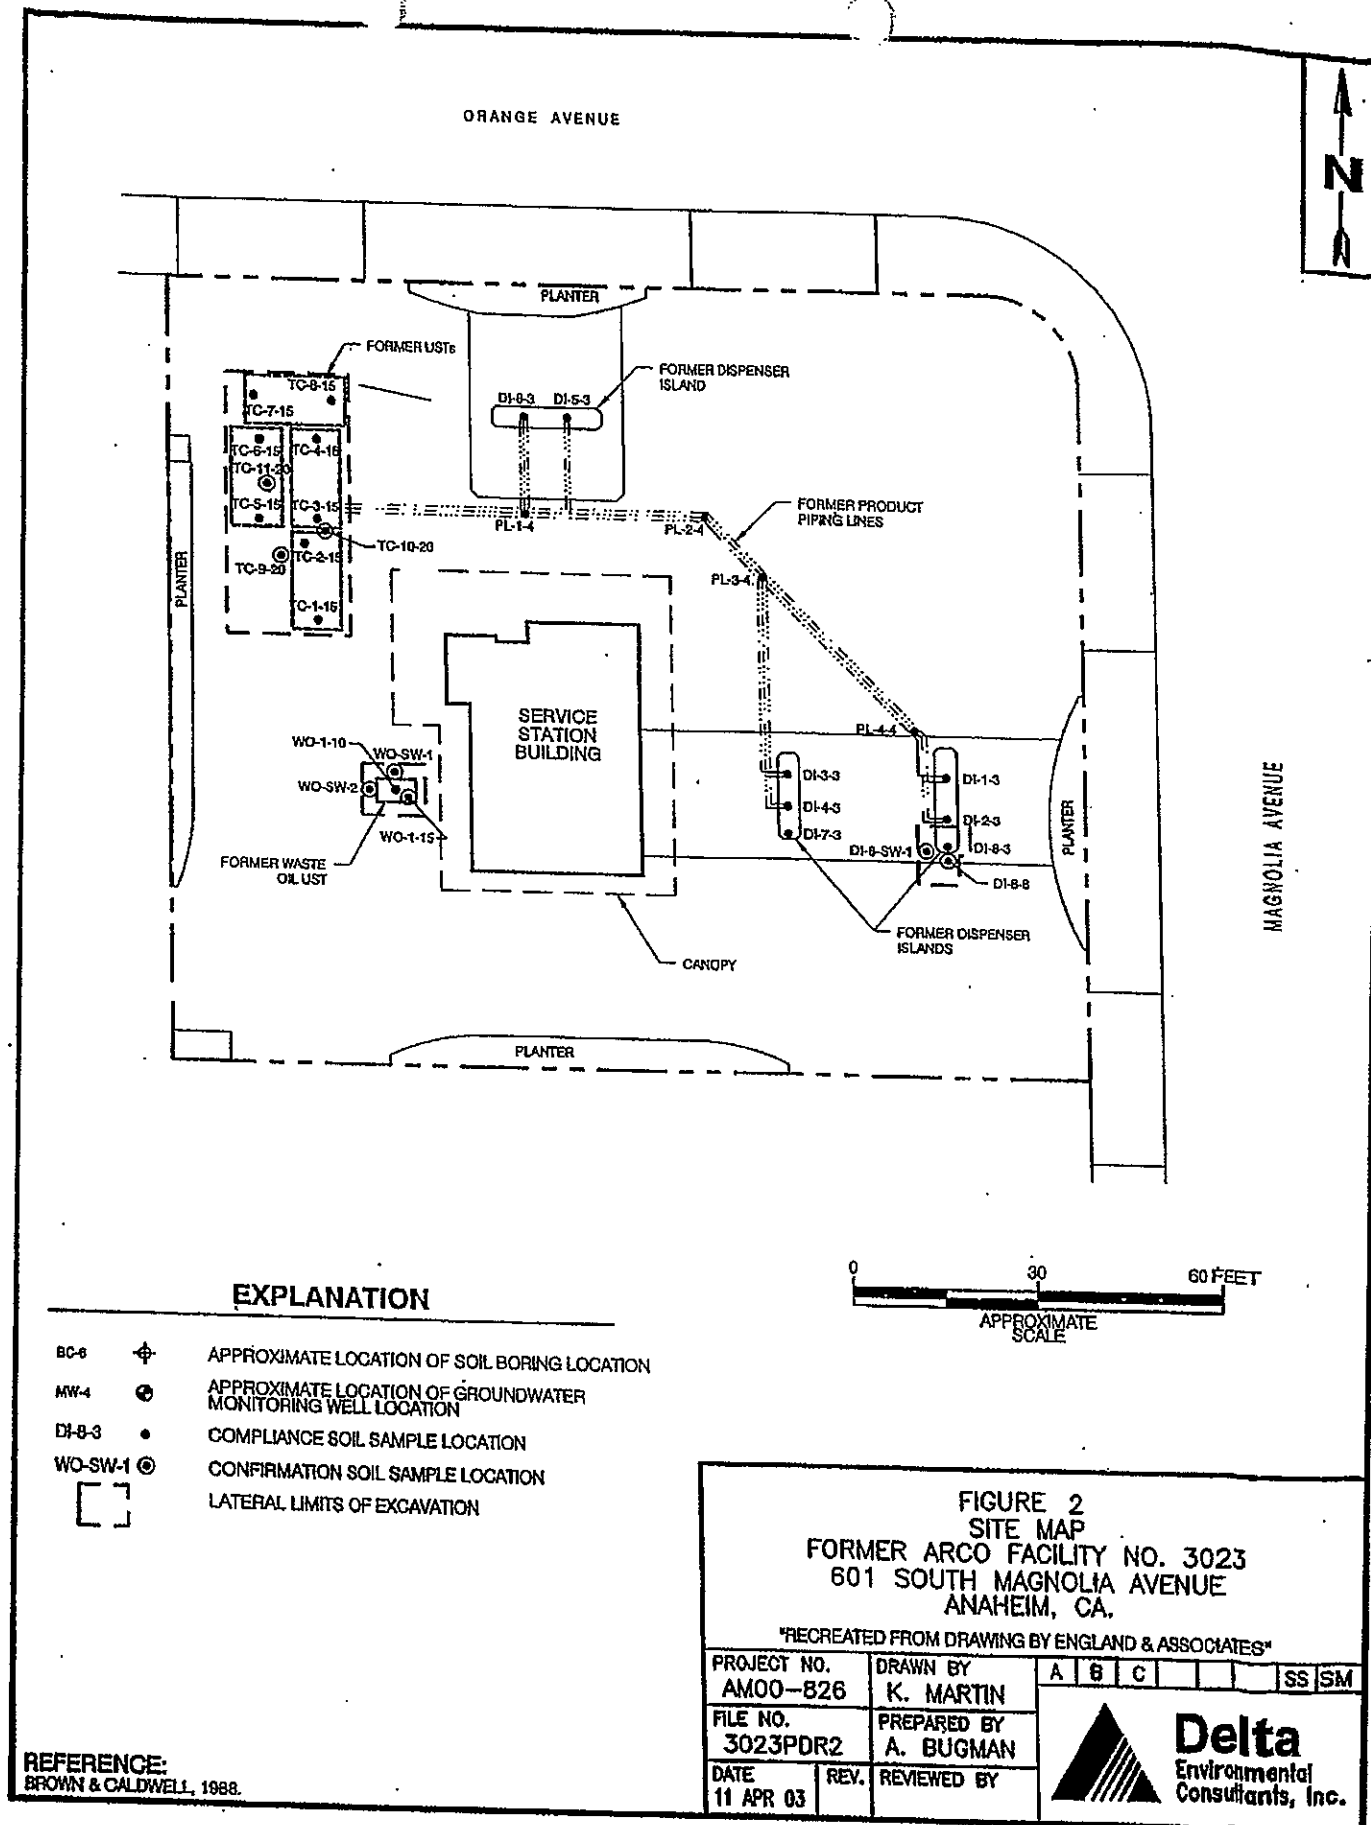 ORANGE AVENUE
N
PLANTER
FORMER USTs
FORMER DISPENSER
ISLAND
TC-8-15
TC-7-15
DI-6-3
DI-5-3
TC-6-15
TC-4-15
TC-11-20
TC-5-15
TC-3-15
FORMER PRODUCT
PIPING LINES
PL-1-4
PL-2-4
TC-10-20
TC-2-15
TC-9-20
PL-3-4
PLANTER
TC-1-15
SERVICE
STATION
BUILDING
PL-4-4
WO-1-10
WO-SW-1
WO-SW-2
WO-1-15
DI-3-3
DI-1-3
DI-4-3
DI-2-3
DI-7-3
DI-8-SW-1
DI-8-3
DI-8-8
PLANTER
MAGNOLIA AVENUE
FORMER WASTE
OIL UST
FORMER DISPENSER
ISLANDS
CANOPY
PLANTER
0 30 60 FEET
APPROXIMATE
SCALE
EXPLANATION
BC-6 APPROXIMATE LOCATION OF SOIL BORING LOCATION
MW-4 APPROXIMATE LOCATION OF GROUNDWATER
MONITORING WELL LOCATION
DI-8-3 COMPLIANCE SOIL SAMPLE LOCATION
WO-SW-1 CONFIRMATION SOIL SAMPLE LOCATION
LATERAL LIMITS OF EXCAVATION
FIGURE 2
SITE MAP
FORMER ARCO FACILITY NO. 3023
601 SOUTH MAGNOLIA AVENUE
ANAHEIM, CA.
"RECREATED FROM DRAWING BY ENGLAND & ASSOCIATES"
PROJECT NO.
AM00-826
DRAWN BY
K. MARTIN
A B C SS SM
FILE NO.
3023PDR2
PREPARED BY
A. BUGMAN
DATE
11 APR 03
REV.
REVIEWED BY
Delta
Environmental
Consultants, Inc.
REFERENCE:
BROWN & CALDWELL, 1988.